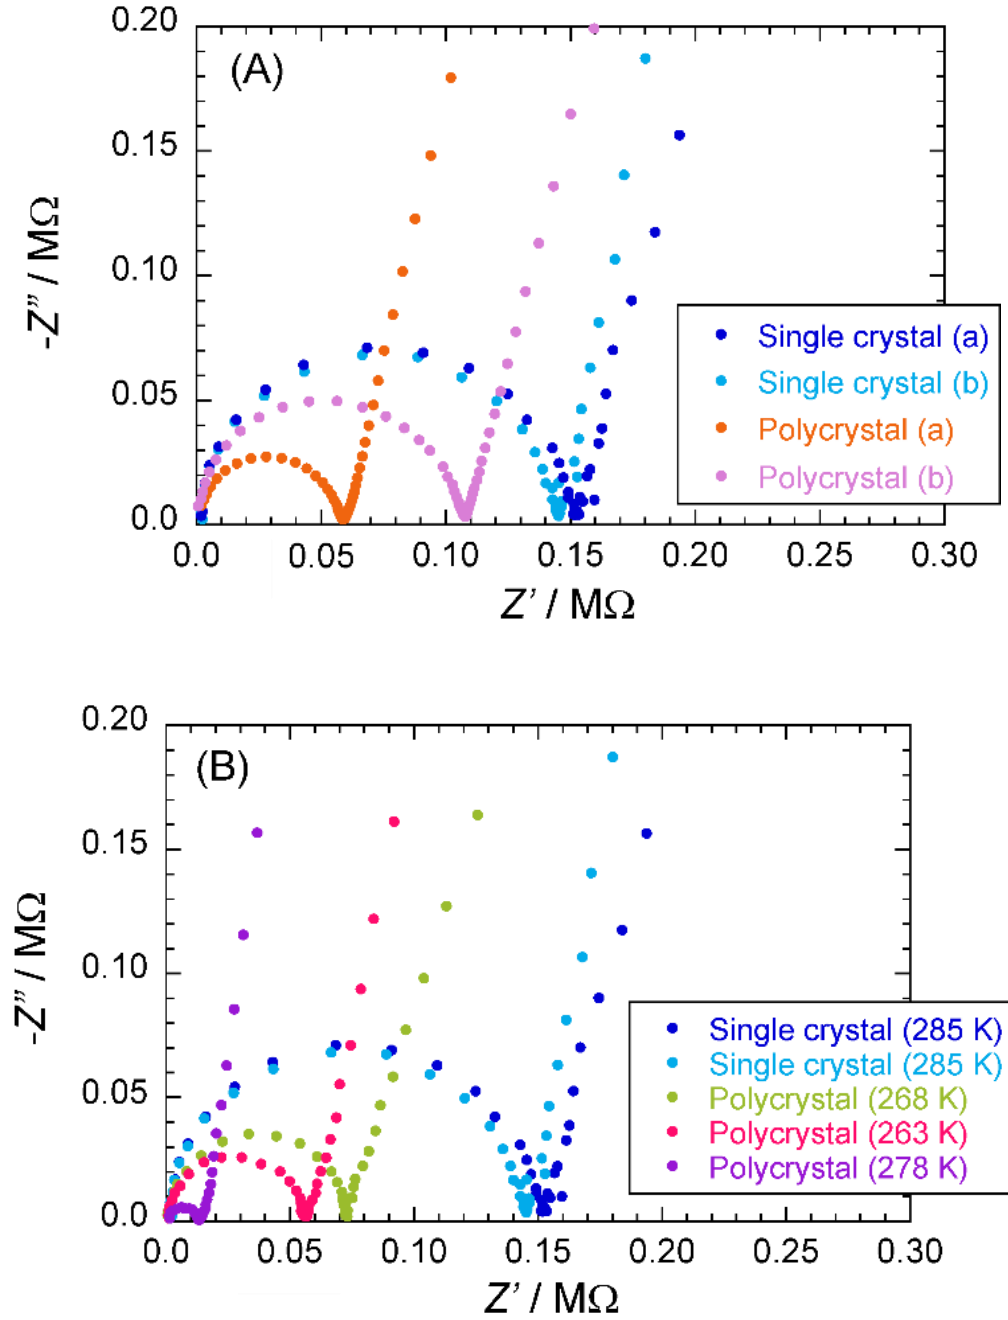 0.20
(A)
0.15
0.10
0.05
0.0
-Z″ / MΩ
Single crystal (a)
Single crystal (b)
Polycrystal (a)
Polycrystal (b)
0.0 0.05 0.10 0.15 0.20 0.25 0.30
Z' / MΩ
0.20
(B)
0.15
0.10
0.05
0.0
-Z″ / MΩ
Single crystal (285 K)
Single crystal (285 K)
Polycrystal (268 K)
Polycrystal (263 K)
Polycrystal (278 K)
0.0 0.05 0.10 0.15 0.20 0.25 0.30
Z' / MΩ